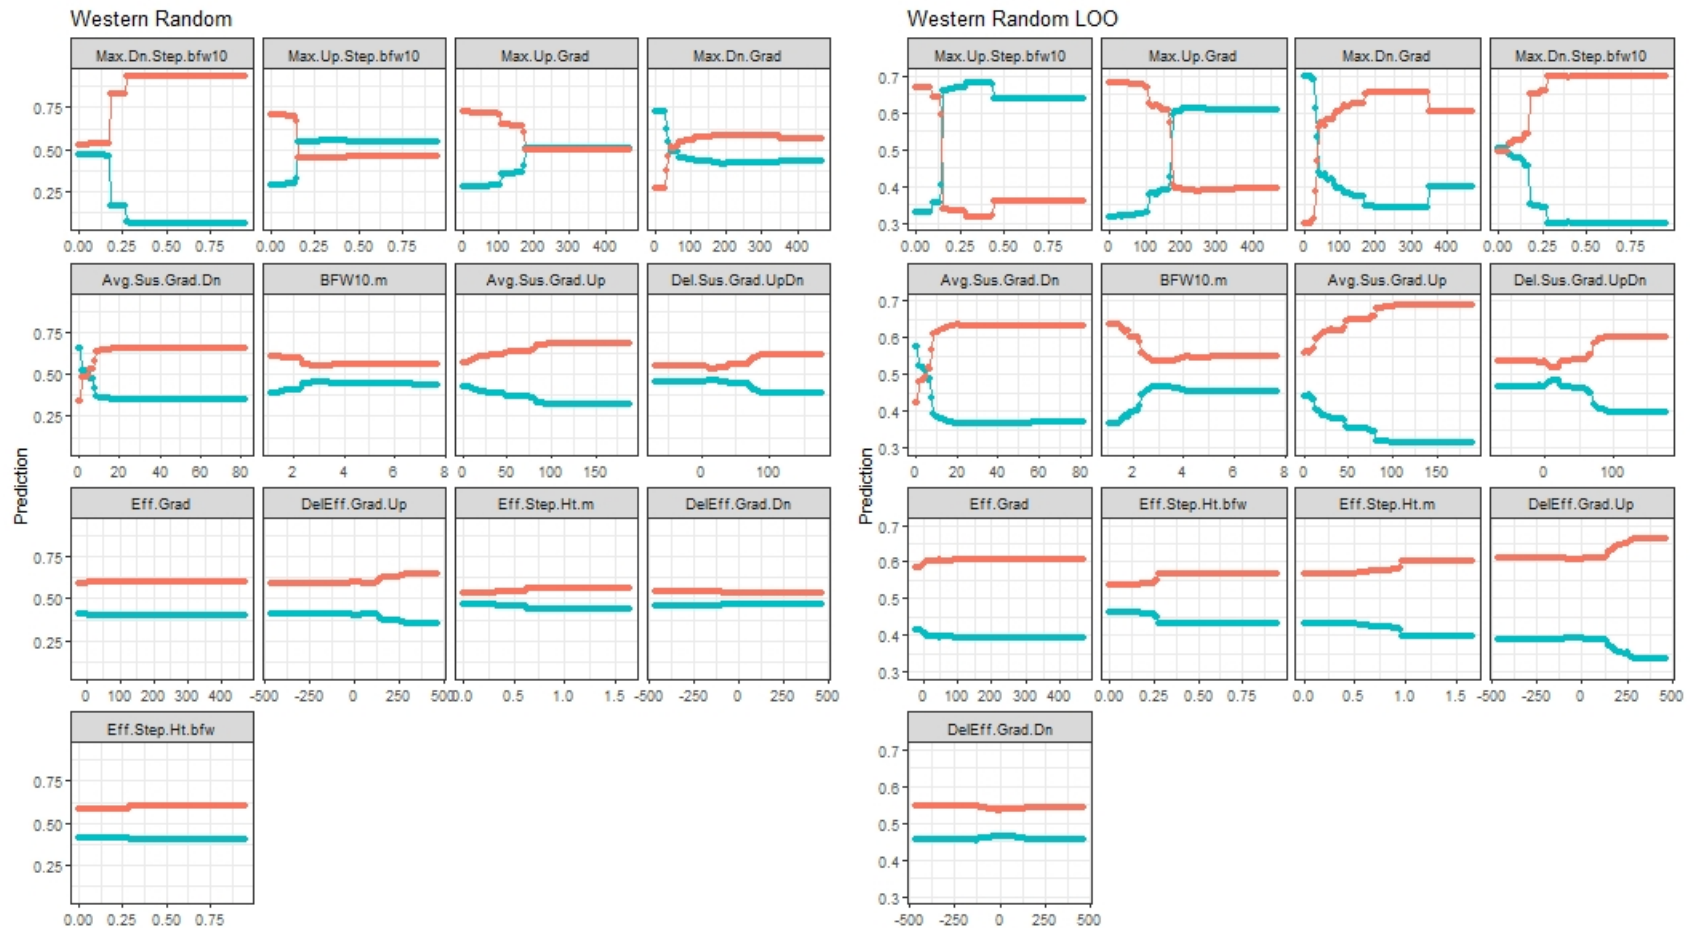 Western Random
Western Random LOO
Max.Dn.Step.bfw10 Max.Up.Step.bfw10 Max.Up.Grad Max.Dn.Grad
Max.Up.Step.bfw10 Max.Up.Grad Max.Dn.Grad Max.Dn.Step.bfw10
0.75
0.50
0.25
0.7
0.6
0.5
0.4
0.3
0.00 0.25 0.50 0.75 0.00 0.25 0.50 0.75 0 100 200 300 400 0 100 200 300 400
0.00 0.25 0.50 0.75 0 100 200 300 400 0 100 200 300 400 0.00 0.25 0.50 0.75
Avg.Sus.Grad.Dn BFW10.m Avg.Sus.Grad.Up Del.Sus.Grad.UpDn
Avg.Sus.Grad.Dn BFW10.m Avg.Sus.Grad.Up Del.Sus.Grad.UpDn
0.75
0.50
0.25
0.7
0.6
0.5
0.4
0.3
0 20 40 60 80 2 4 6 8 0 50 100 150 0 100
0 20 40 60 80 2 4 6 8 0 50 100 150 0 100
Prediction
Prediction
Eff.Grad DelEff.Grad.Up Eff.Step.Ht.m DelEff.Grad.Dn
Eff.Grad Eff.Step.Ht.bfw Eff.Step.Ht.m DelEff.Grad.Up
0.75
0.50
0.25
0.7
0.6
0.5
0.4
0.3
0 100 200 300 400 -500 -250 0 250 500 0.5 1.0 1.5 -500 -250 0 250 500
0 100 200 300 400 0.00 0.25 0.50 0.75 0.0 0.5 1.0 1.5 -500 -250 0 250 500
Eff.Step.Ht.bfw
DelEff.Grad.Dn
0.75
0.50
0.25
0.7
0.6
0.5
0.4
0.3
0.00 0.25 0.50 0.75
-500 -250 0 250 500